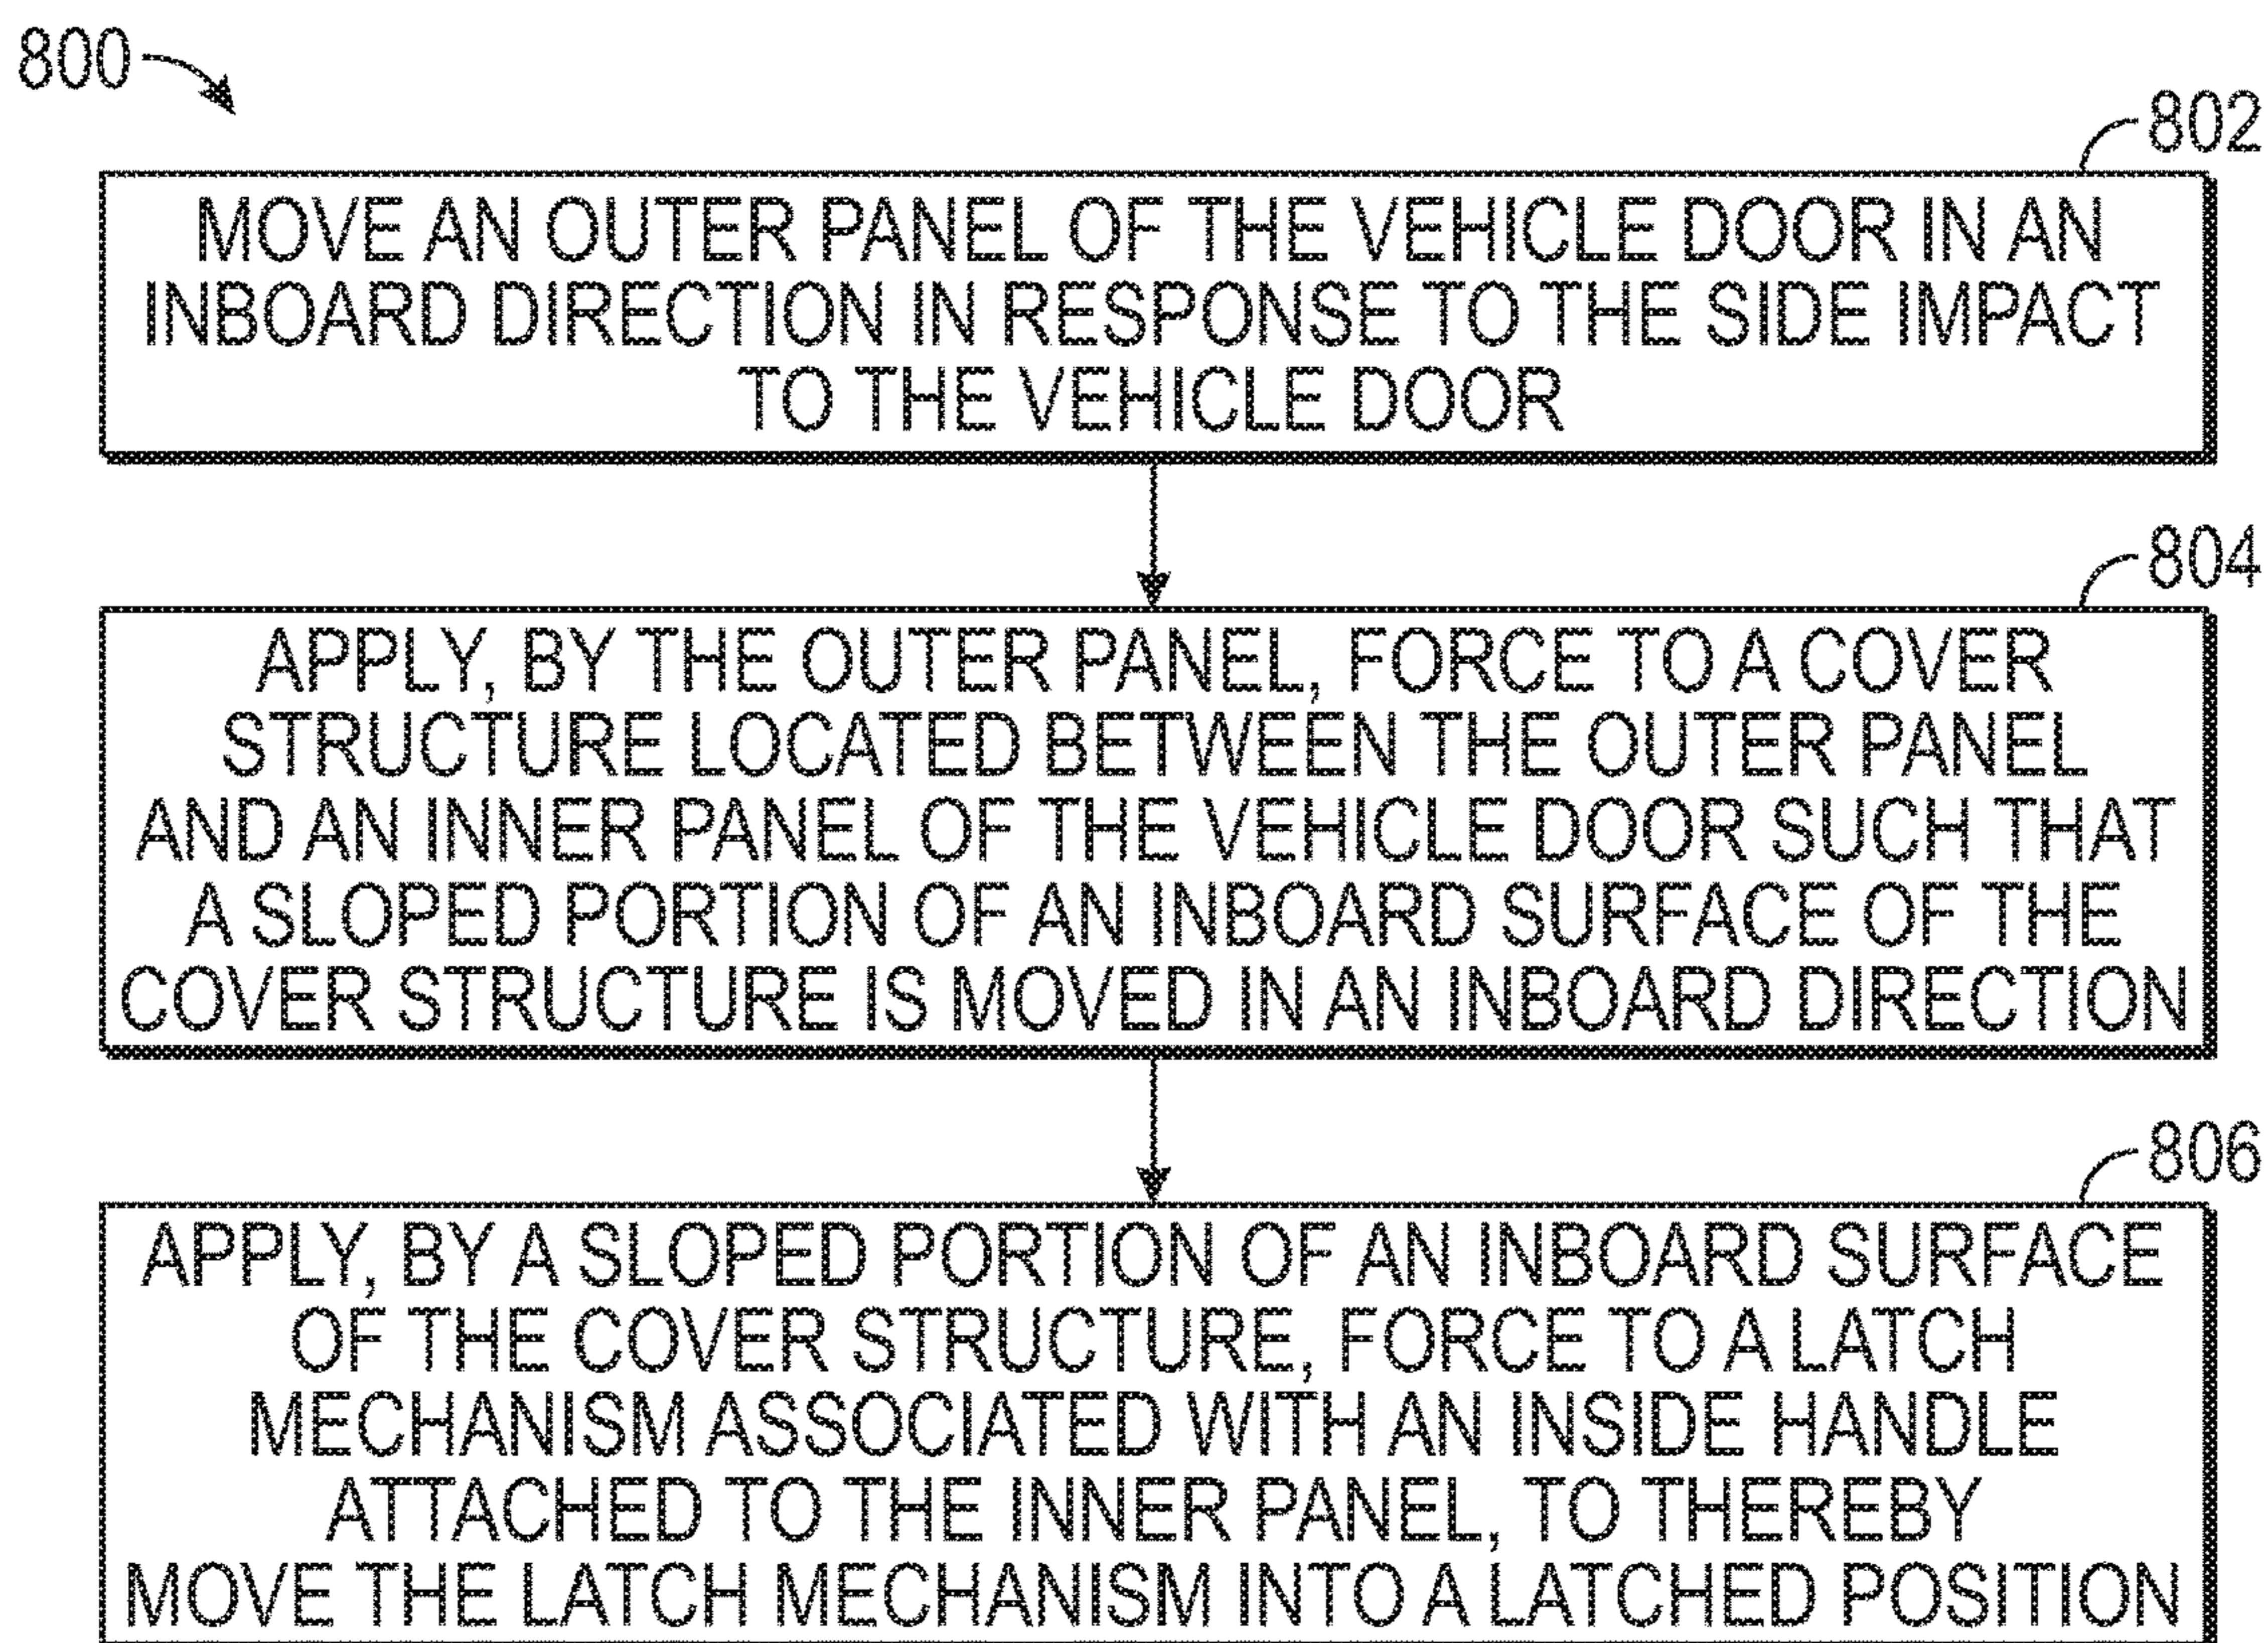 800
802
MOVE AN OUTER PANEL OF THE VEHICLE DOOR IN AN
INBOARD DIRECTION IN RESPONSE TO THE SIDE IMPACT
TO THE VEHICLE DOOR
804
APPLY, BY THE OUTER PANEL, FORCE TO A COVER
STRUCTURE LOCATED BETWEEN THE OUTER PANEL
AND AN INNER PANEL OF THE VEHICLE DOOR SUCH THAT
A SLOPED PORTION OF AN INBOARD SURFACE OF THE
COVER STRUCTURE IS MOVED IN AN INBOARD DIRECTION
806
APPLY, BY A SLOPED PORTION OF AN INBOARD SURFACE
OF THE COVER STRUCTURE, FORCE TO A LATCH
MECHANISM ASSOCIATED WITH AN INSIDE HANDLE
ATTACHED TO THE INNER PANEL, TO THEREBY
MOVE THE LATCH MECHANISM INTO A LATCHED POSITION